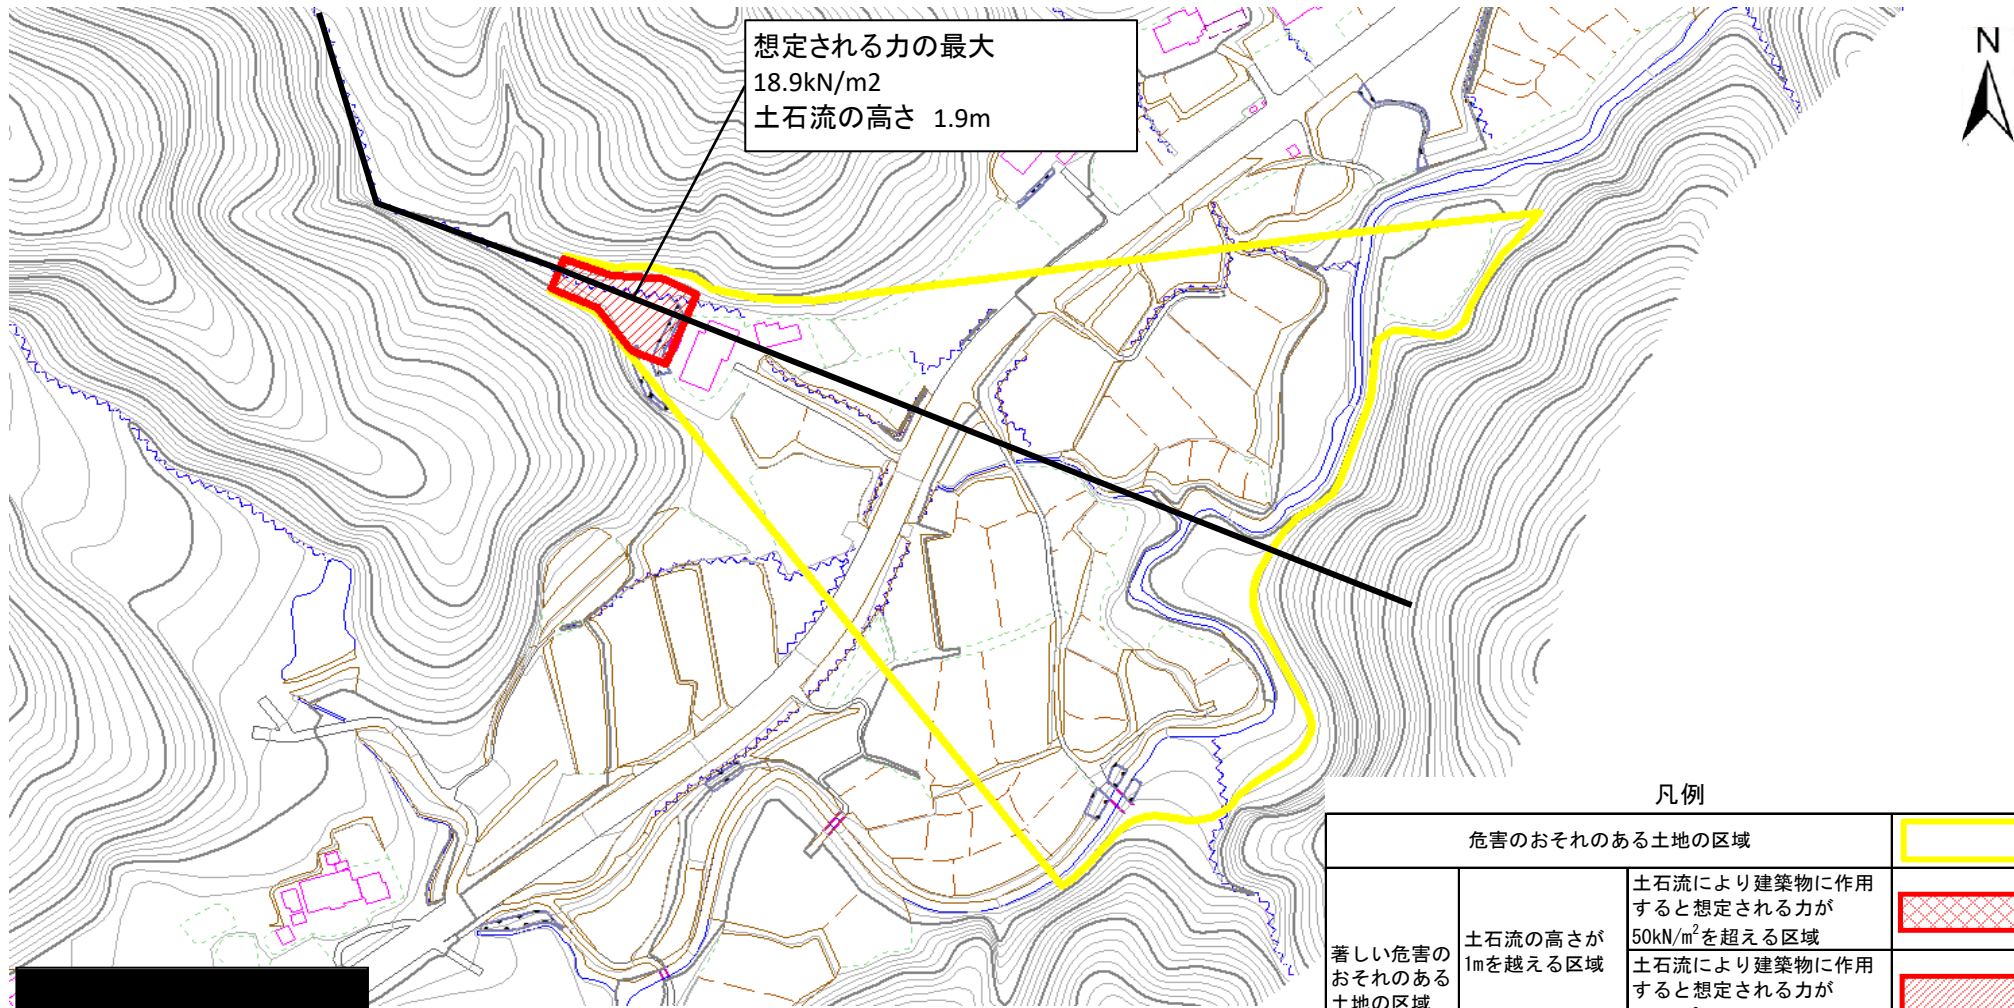 想定される力の最大
18.9kN/m2
土石流の高さ 1.9m
N
凡例
危害のおそれのある土地の区域
著しい危害の
おそれのある
土地の区域
土石流の高さが
1mを越える区域
土石流により建築物に作用
すると想定される力が
50kN/m²を超える区域
土石流により建築物に作用
すると想定される力が